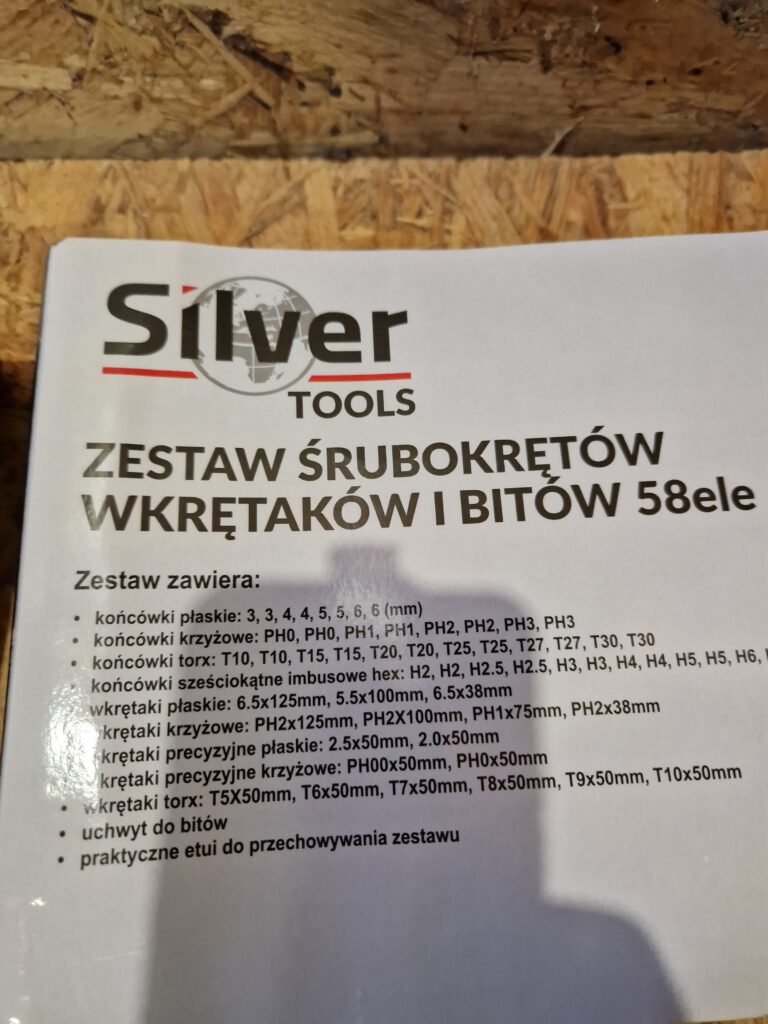 Silver
TOOLS
ZESTAW ŚRUBOKRĘTÓW
WKRĘTAKÓW I BITÓW 58ele
Zestaw zawiera:
• końcówki płaskie: 3, 3, 4, 4, 5, 5, 6, 6 (mm)
• końcówki krzyżowe: PH0, PH0, PH1, PH1, PH2, PH2, PH3, PH3
• końcówki torx: T10, T10, T15, T15, T20, T20, T25, T25, T27, T27, T30, T30
• końcówki sześciokątne imbusowe hex: H2, H2, H2.5, H2.5, H3, H3, H4, H4, H5, H5, H6,
wkrętaki płaskie: 6.5x125mm, 5.5x100mm, 6.5x38mm
krętaki krzyżowe: PH2x125mm, PH2X100mm, PH1x75mm, PH2x38mm
krętaki precyzyjne płaskie: 2.5x50mm, 2.0x50mm
krętaki precyzyjne krzyżowe: PH00x50mm, PH0x50mm
• wkrętaki torx: T5X50mm, T6x50mm, T7x50mm, T8x50mm, T9x50mm, T10x50mm
• uchwyt do bitów
• praktyczne etui do przechowywania zestawu